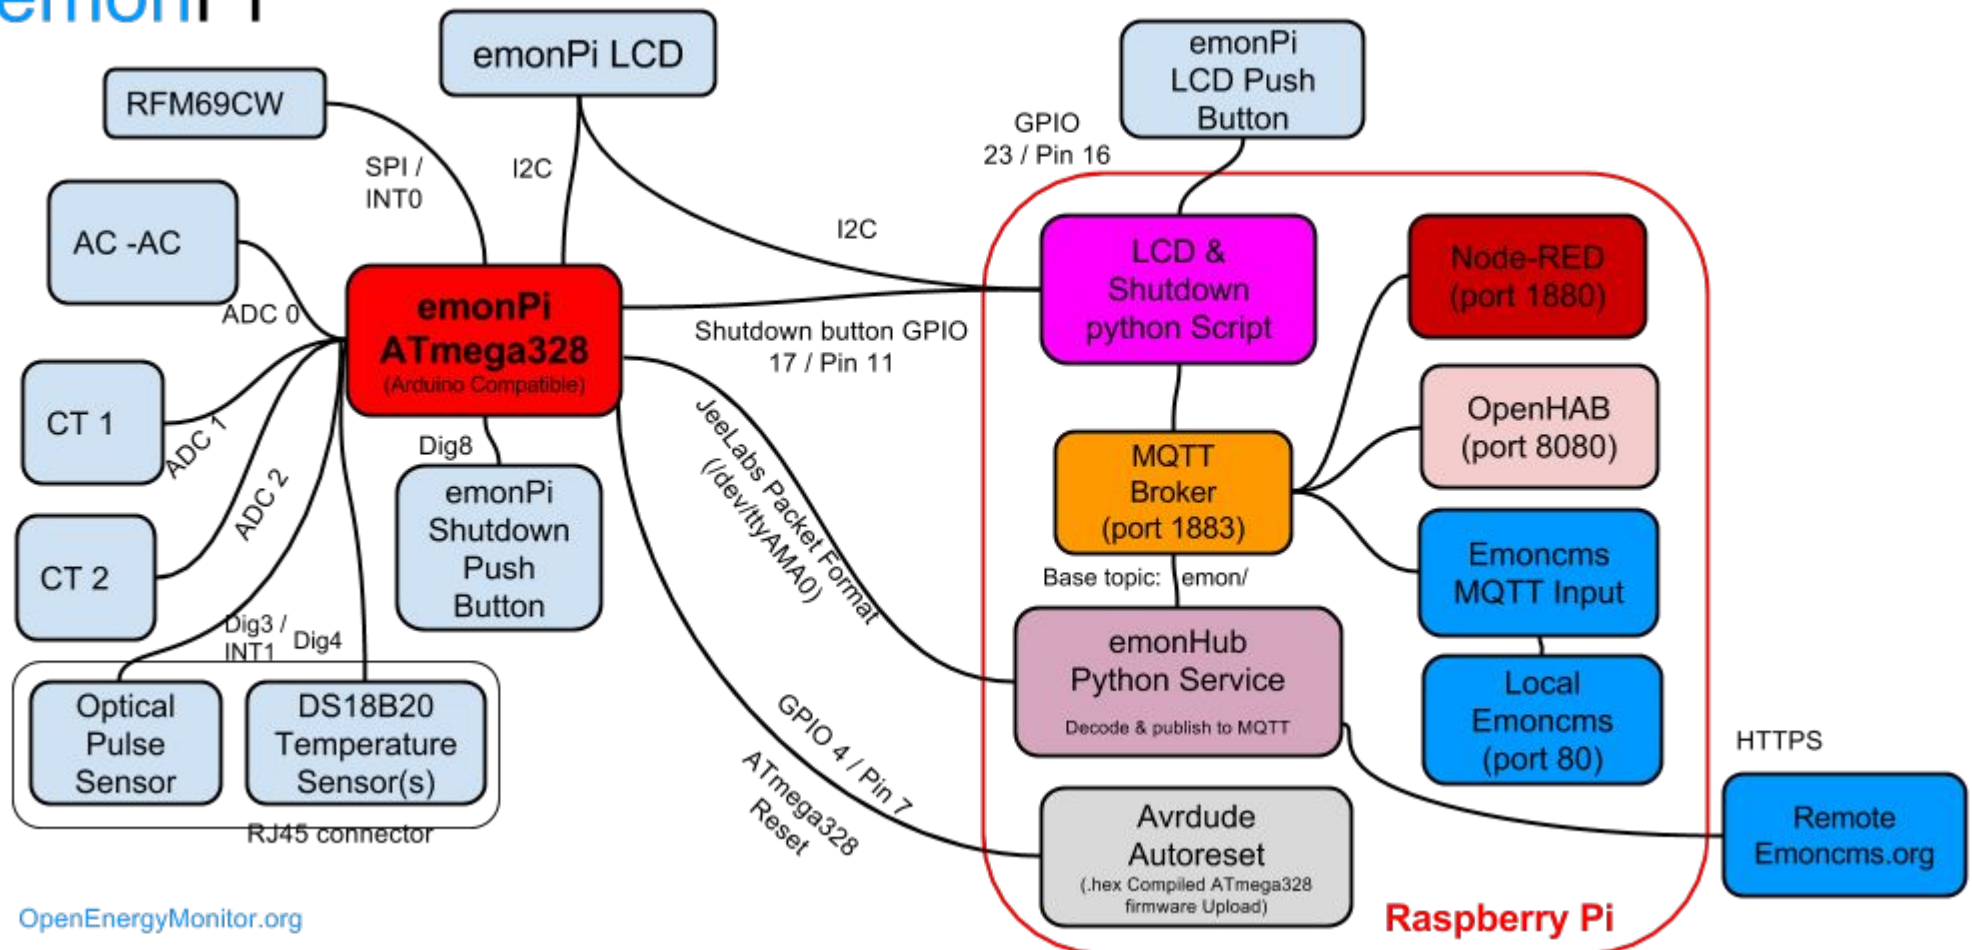 emonPi
emonPi LCD
emonPi
LCD Push
Button
RFM69CW
GPIO
23 / Pin 16
SPI /
INT0
I2C
I2C
AC -AC
ADC 0
emonPi
ATmega328
(Arduino Compatible)
LCD &
Shutdown
python Script
Node-RED
(port 1880)
Shutdown button GPIO
17 / Pin 11
CT 1
ADC 1
OpenHAB
(port 8080)
JeeLabs Packet Format
(/dev/ttyAMA0)
Dig8
emonPi
Shutdown
Push
Button
MQTT
Broker
(port 1883)
ADC 2
CT 2
Emoncms
MQTT Input
Base topic: emon/
Dig3 /
INT1
Dig4
emonHub
Python Service
Decode & publish to MQTT
Optical
Pulse
Sensor
DS18B20
Temperature
Sensor(s)
RJ45 connector
Local
Emoncms
(port 80)
GPIO 4 / Pin 7
ATmega328
Reset
HTTPS
Remote
Emoncms.org
Avrdude
Autoreset
(.hex Compiled ATmega328
firmware Upload)
Raspberry Pi
OpenEnergyMonitor.org